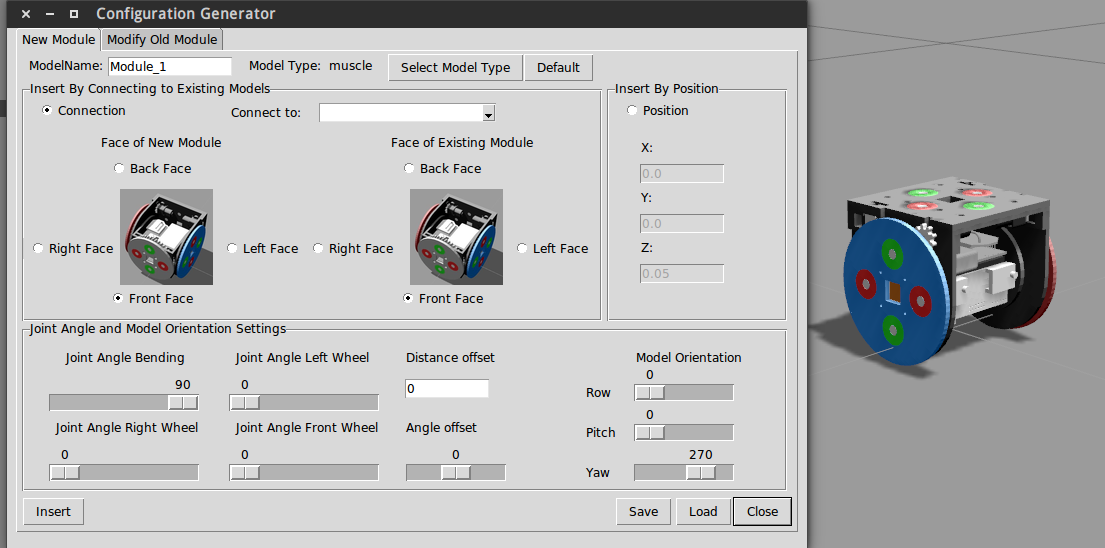 Configuration Generator
New Module Modify Old Module
ModelName: Module_1 Model Type: muscle Select Model Type Default
Insert By Connecting to Existing Models Insert By Position
Connection Connect to: Position
Face of New Module Face of Existing Module X:
Back Face Back Face 0.0
Y:
0.0
Right Face Left Face Right Face Left Face Z:
0.05
Front Face Front Face
Joint Angle and Model Orientation Settings
Joint Angle Bending Joint Angle Left Wheel Distance offset Model Orientation
90 0 0 0
Row
Joint Angle Right Wheel Joint Angle Front Wheel Angle offset 0
Pitch
0 0 0 270
Yaw
Insert Save Load Close